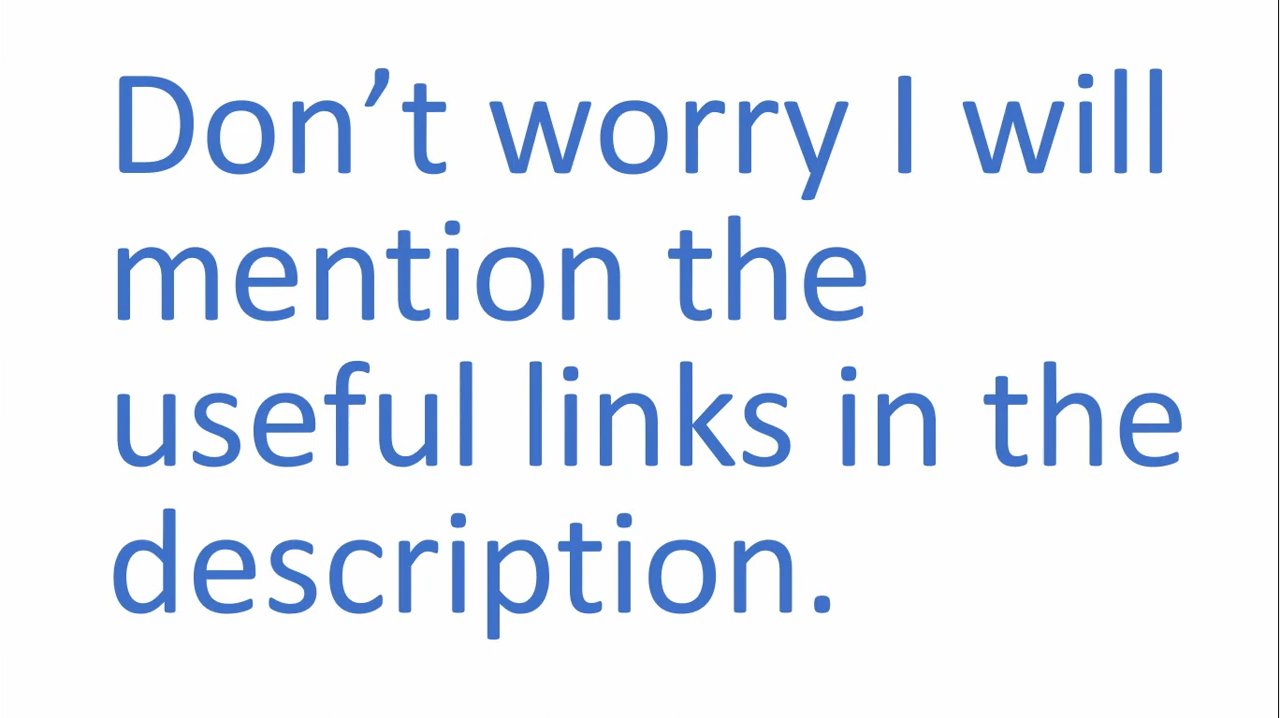 Don’t worry I will
mention the
useful links in the
description.